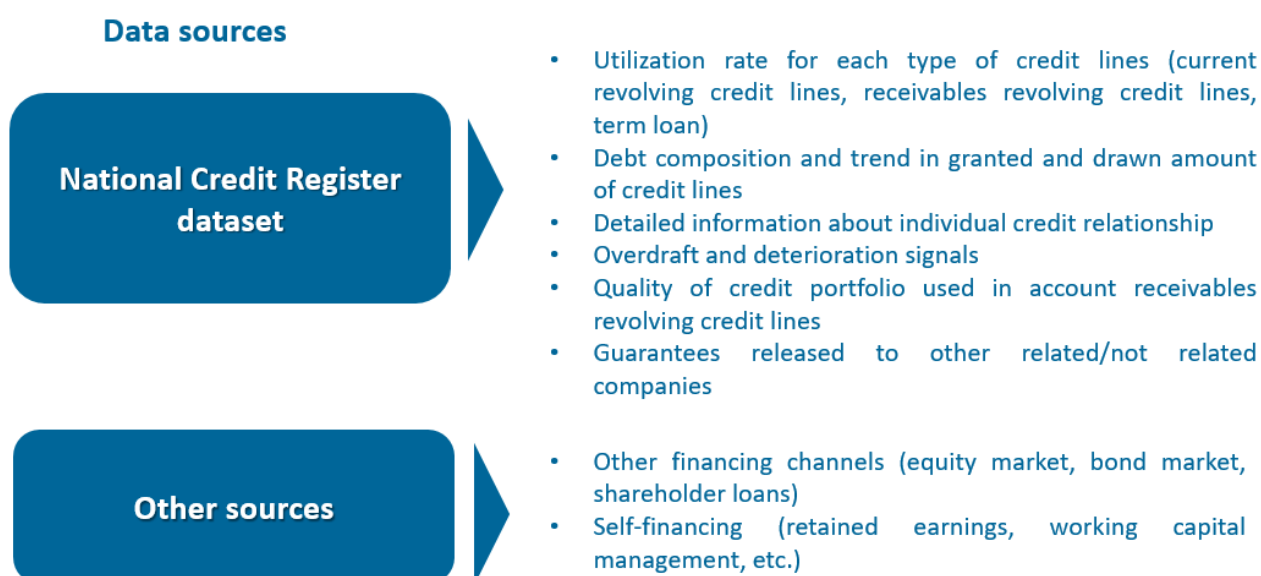 Data sources
National Credit Register
dataset
• Utilization rate for each type of credit lines (current
revolving credit lines, receivables revolving credit lines,
term loan)
• Debt composition and trend in granted and drawn amount
of credit lines
• Detailed information about individual credit relationship
• Overdraft and deterioration signals
• Quality of credit portfolio used in account receivables
revolving credit lines
• Guarantees released to other related/not related
companies
Other sources
• Other financing channels (equity market, bond market,
shareholder loans)
• Self-financing (retained earnings, working capital
management, etc.)